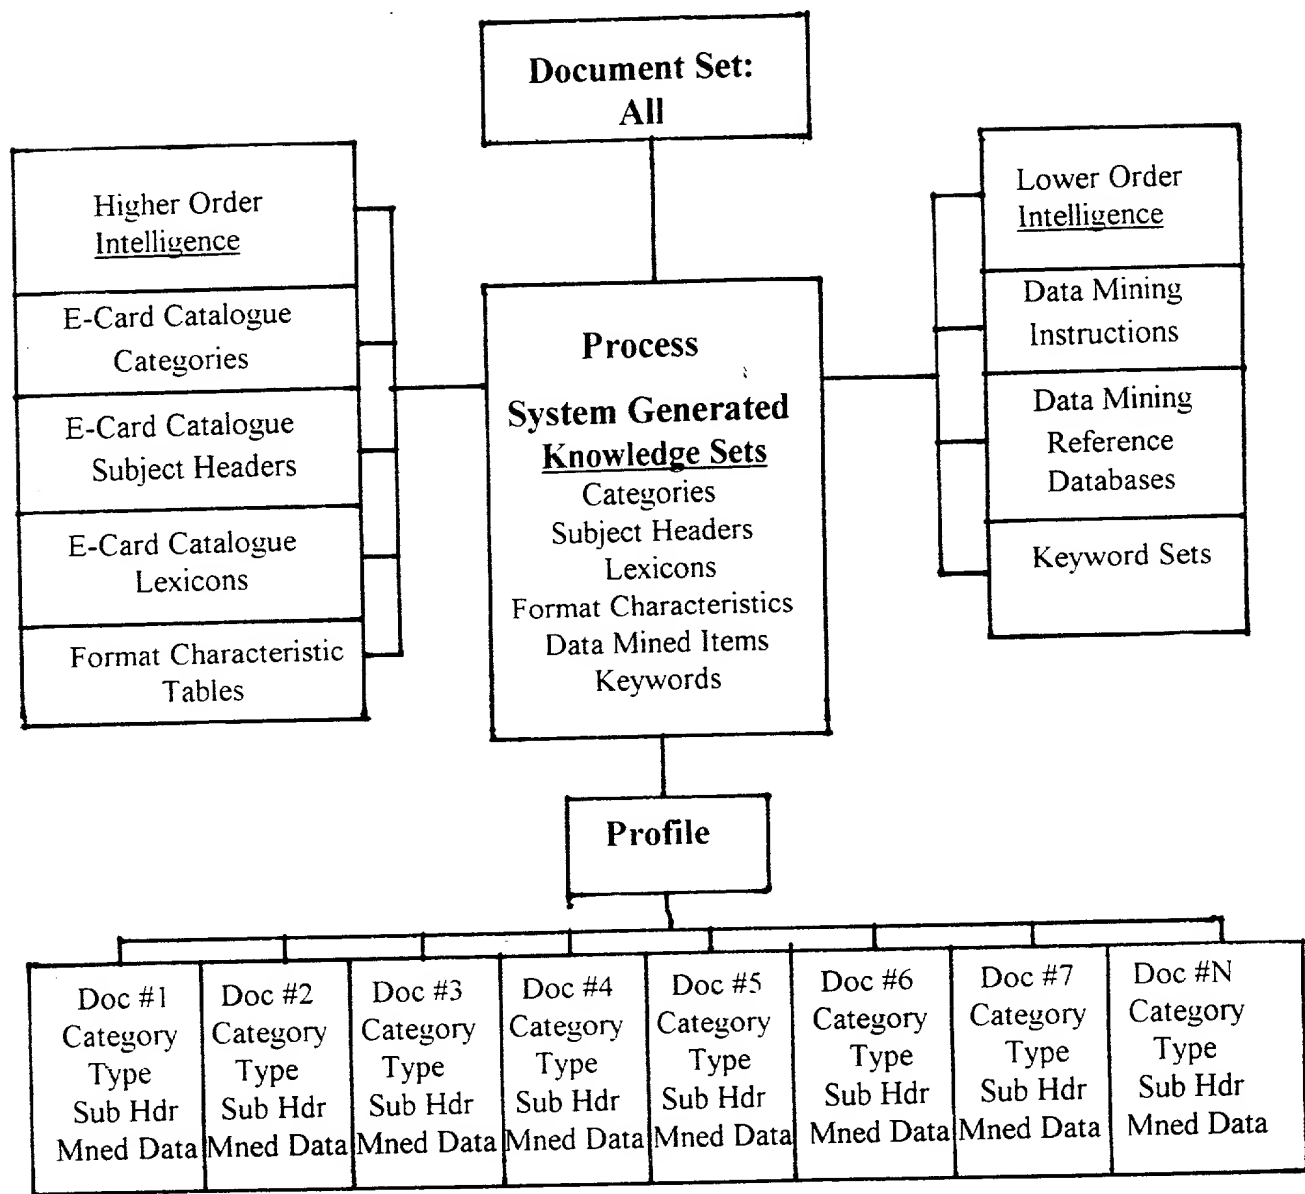 Document Set:
All
Higher Order
Intelligence
E-Card Catalogue
Categories
E-Card Catalogue
Subject Headers
E-Card Catalogue
Lexicons
Format Characteristic
Tables
Process
System Generated
Knowledge Sets
Categories
Subject Headers
Lexicons
Format Characteristics
Data Mined Items
Keywords
Lower Order
Intelligence
Data Mining
Instructions
Data Mining
Reference
Databases
Keyword Sets
Profile
Doc #1
Category
Type
Sub Hdr
Mned Data
Doc #2
Category
Type
Sub Hdr
Mned Data
Doc #3
Category
Type
Sub Hdr
Mned Data
Doc #4
Category
Type
Sub Hdr
Mned Data
Doc #5
Category
Type
Sub Hdr
Mned Data
Doc #6
Category
Type
Sub Hdr
Mned Data
Doc #7
Category
Type
Sub Hdr
Mned Data
Doc #N
Category
Type
Sub Hdr
Mned Data